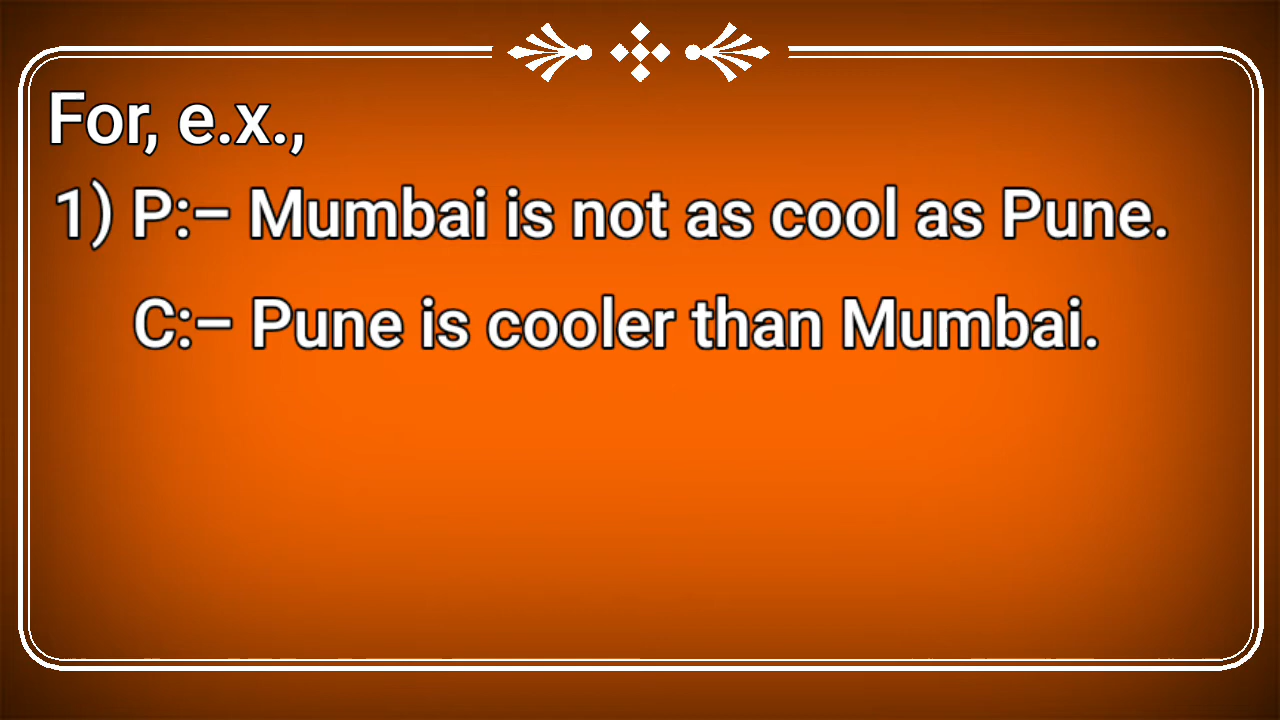 For, e.x.,
1) P:– Mumbai is not as cool as Pune.
C:– Pune is cooler than Mumbai.